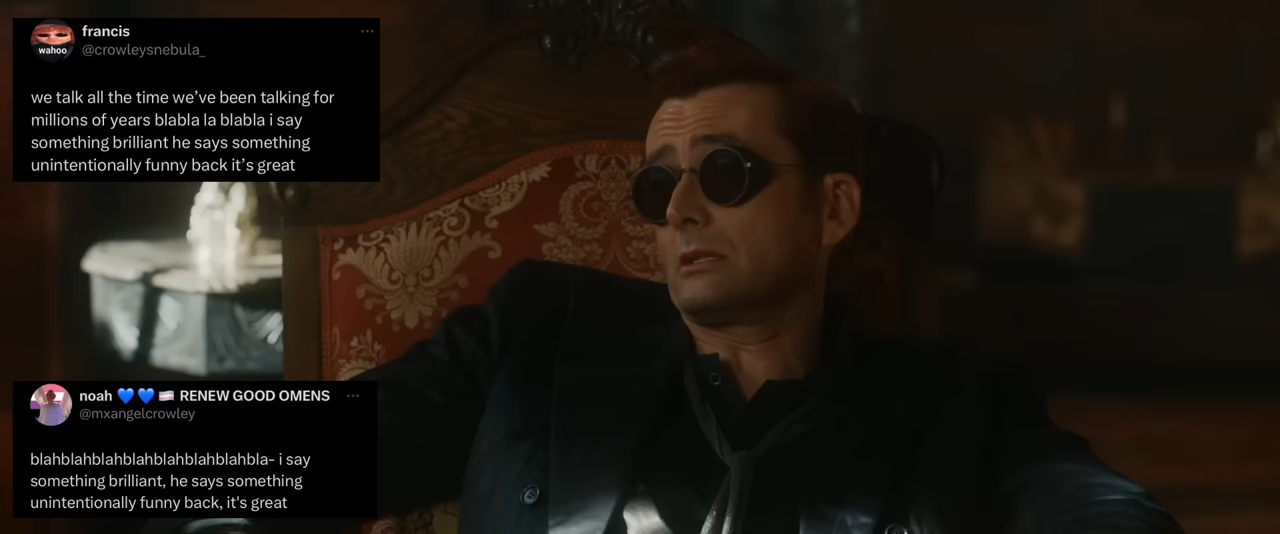 francis
wahoo
@crowleysnebula_
we talk all the time we’ve been talking for
millions of years blabla la blabla i say
something brilliant he says something
unintentionally funny back it’s great
noah 💙💙🏳️‍⚧️ RENEW GOOD OMENS
@mxangelcrowley
blahblahblahblahblahblahblahbla- i say
something brilliant, he says something
unintentionally funny back, it's great